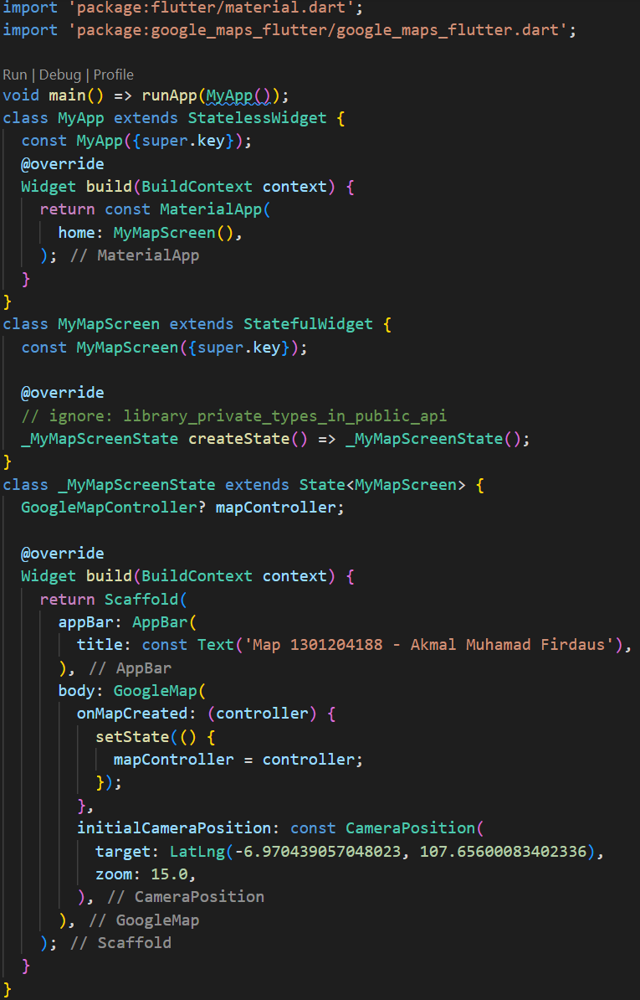 import 'package:flutter/material.dart';
import 'package:google_maps_flutter/google_maps_flutter.dart';

Run | Debug | Profile
void main() => runApp(MyApp());
class MyApp extends StatelessWidget {
  const MyApp({super.key});
  @override
  Widget build(BuildContext context) {
    return const MaterialApp(
      home: MyMapScreen(),
    ); // MaterialApp
  }
}
class MyMapScreen extends StatefulWidget {
  const MyMapScreen({super.key});

  @override
  // ignore: library_private_types_in_public_api
  _MyMapScreenState createState() => _MyMapScreenState();
}
class _MyMapScreenState extends State<MyMapScreen> {
  GoogleMapController? mapController;

  @override
  Widget build(BuildContext context) {
    return Scaffold(
      appBar: AppBar(
        title: const Text('Map 1301204188 - Akmal Muhamad Firdaus'),
      ), // AppBar
      body: GoogleMap(
        onMapCreated: (controller) {
          setState(() {
            mapController = controller;
          });
        },
        initialCameraPosition: const CameraPosition(
          target: LatLng(-6.970439057048023, 107.65600083402336),
          zoom: 15.0,
        ), // CameraPosition
      ), // GoogleMap
    ); // Scaffold
  }
}